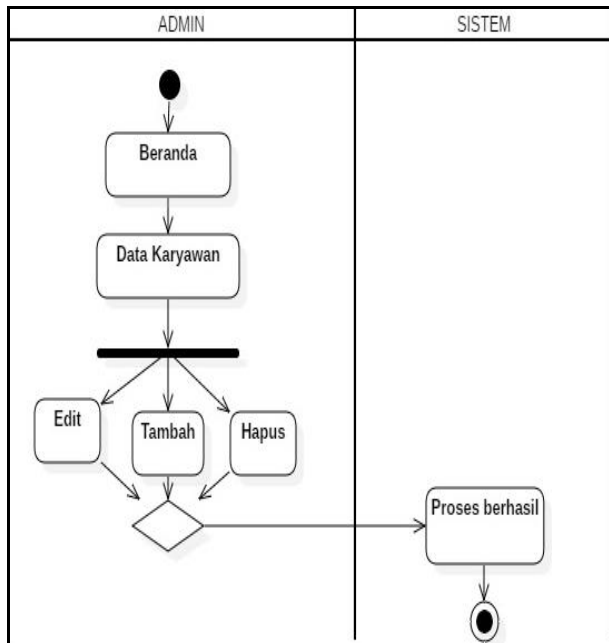 ADMIN
SISTEM
Beranda
Data Karyawan
Edit
Tambah
Hapus
Proses berhasil